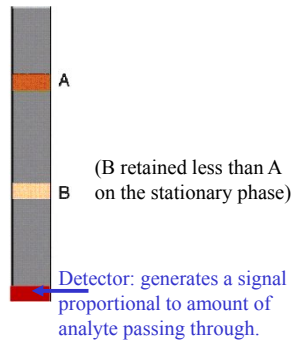 A
(B retained less than A
B on the stationary phase)
Detector: generates a signal
proportional to amount of
analyte passing through.